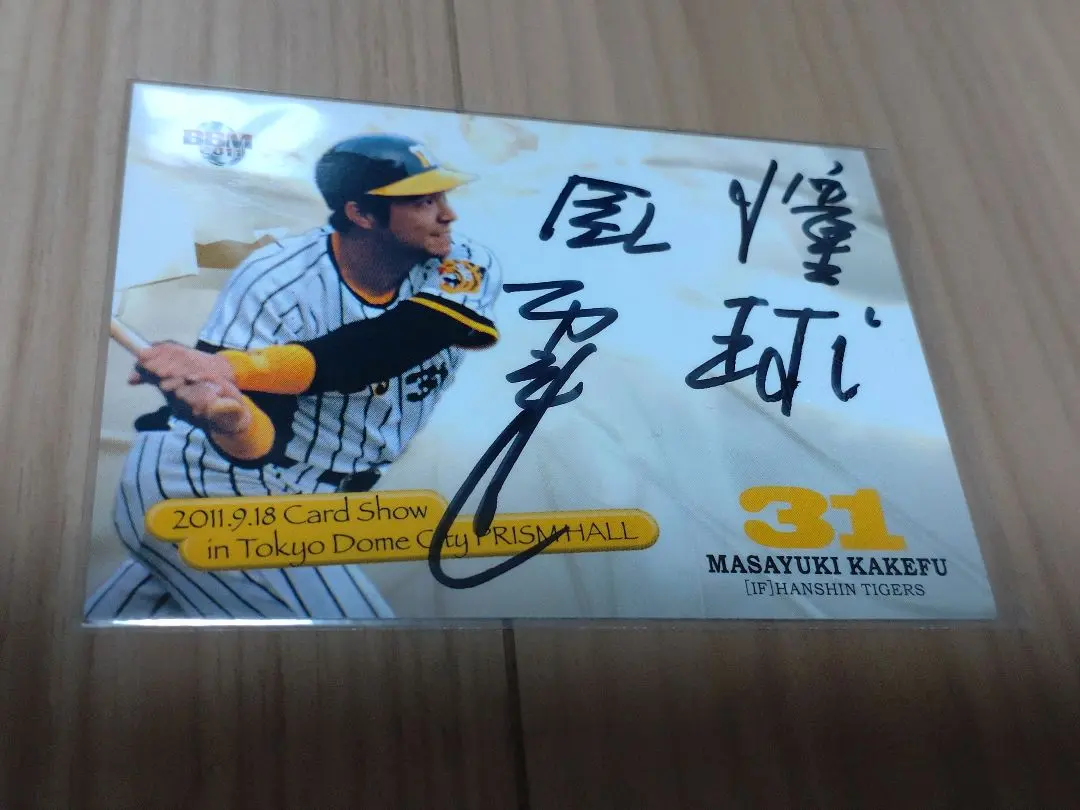 BBM
2011
憧球
2011.9.18 Card Show
in Tokyo Dome City PRISM HALL
31
MASAYUKI KAKEFU
[IF]HANSHIN TIGERS